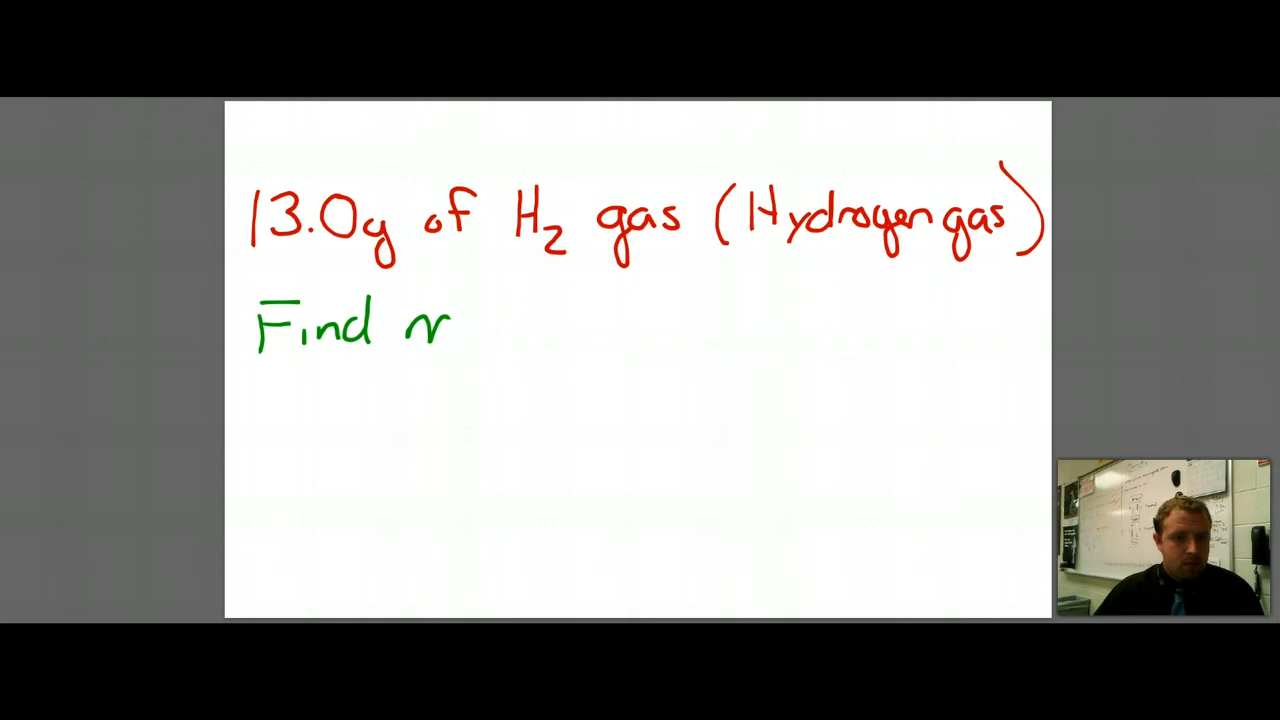 13.0g of H₂ gas (Hydrogen gas)
Find n